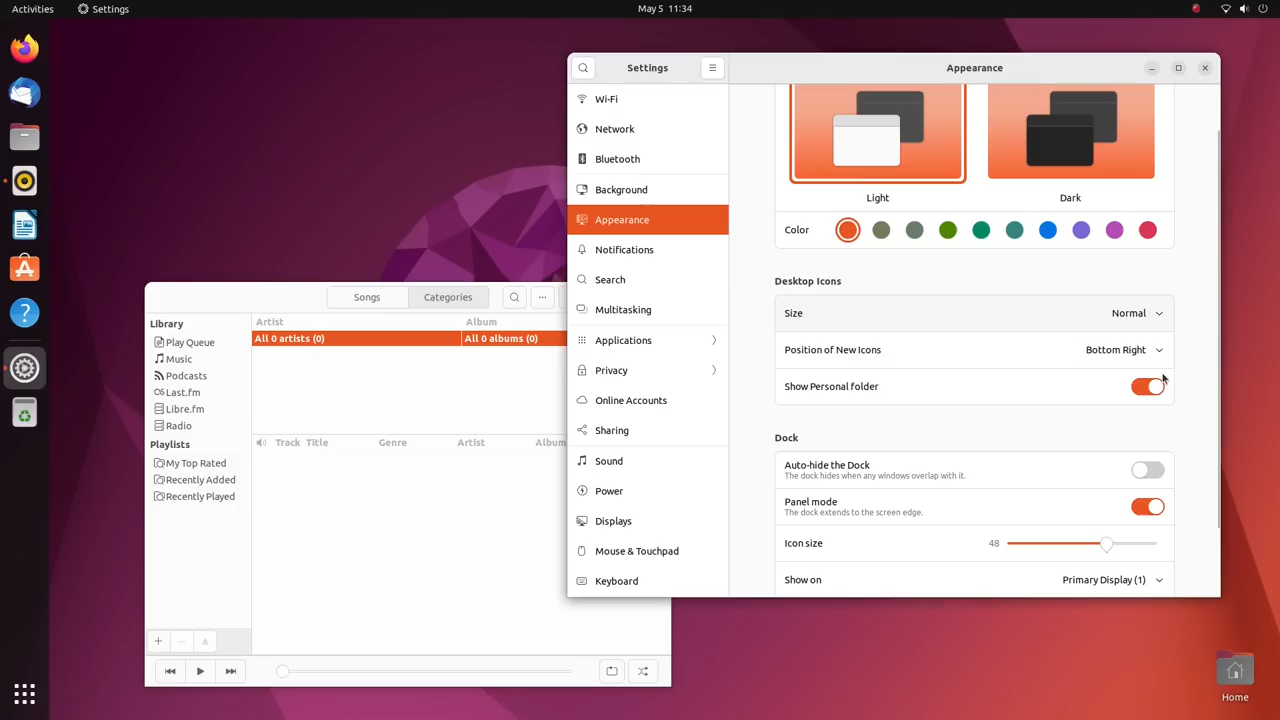 Activities
Settings
May 5 11:34
Settings
Appearance
Wi-Fi
Network
Bluetooth
Background
Appearance
Notifications
Search
Multitasking
Applications
Privacy
Online Accounts
Sharing
Sound
Power
Displays
Mouse & Touchpad
Keyboard
Light
Dark
Color
Desktop Icons
Size
Normal
Position of New Icons
Bottom Right
Show Personal folder
Dock
Auto-hide the Dock
The dock hides when any windows overlap with it.
Panel mode
The dock extends to the screen edge.
Icon size
48
Show on
Primary Display (1)
Songs
Categories
Library
Play Queue
Music
Podcasts
Last.fm
Libre.fm
Radio
Playlists
My Top Rated
Recently Added
Recently Played
Artist
Album
All 0 artists (0)
All 0 albums (0)
Track Title Genre Artist Album
Home